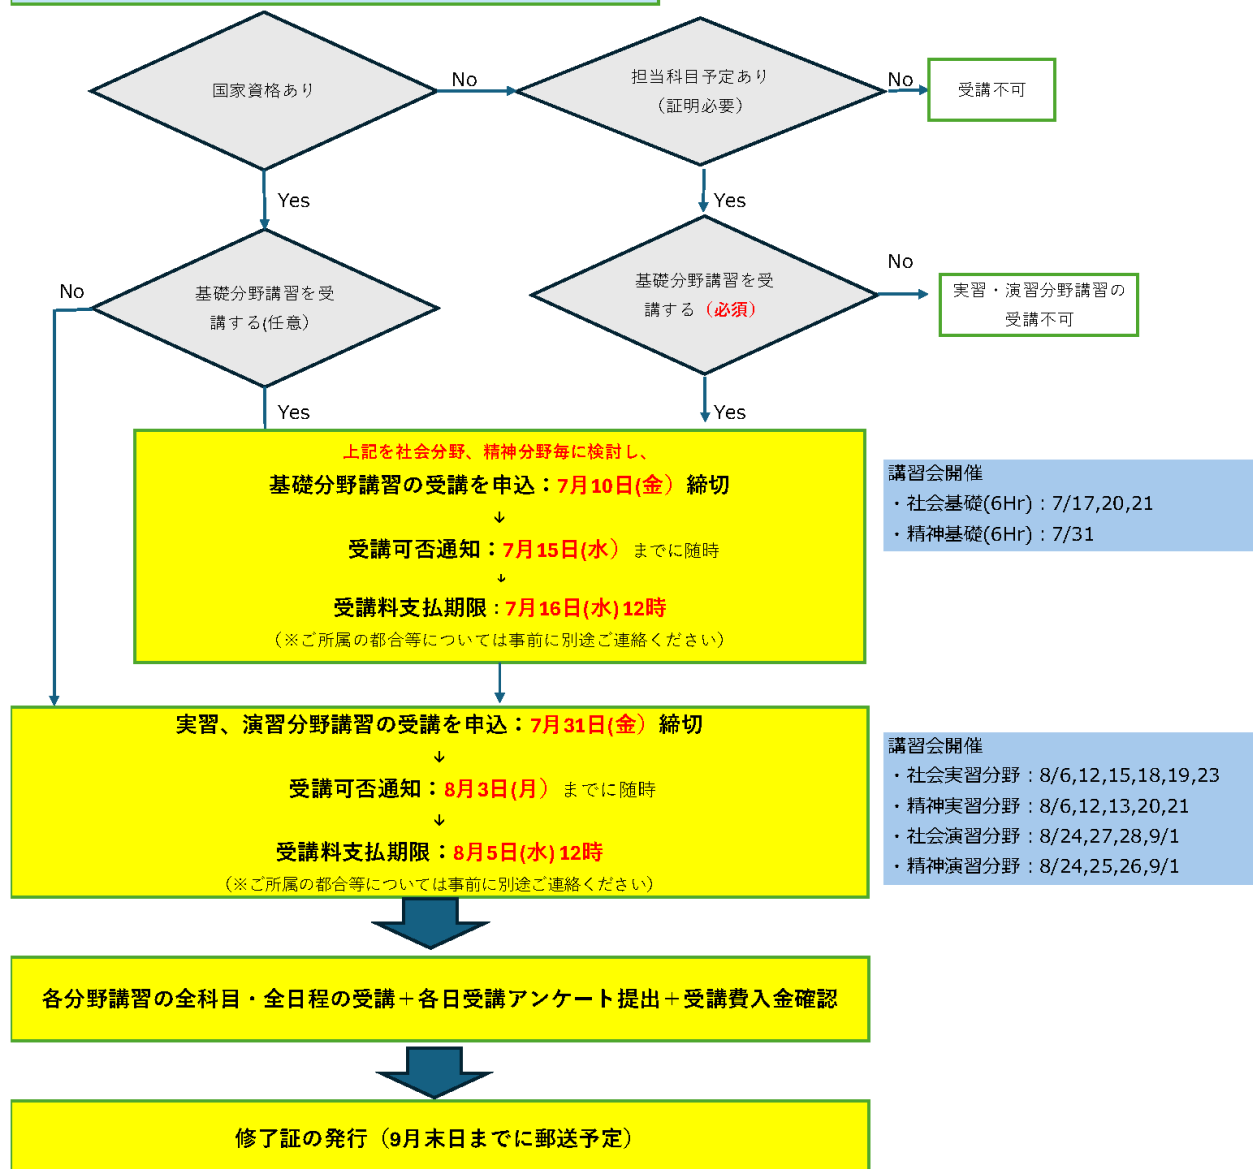 国家資格あり
No
担当科目予定あり
（証明必要）
No
受講不可
Yes
Yes
No
基礎分野講習を受
講する(任意）
基礎分野講習を受
講する（必須）
No
実習・演習分野講習の
受講不可
Yes
Yes
上記を社会分野、精神分野毎に検討し、
基礎分野講習の受講を申込：7月10日(金）締切
↓
受講可否通知：7月15日(水）までに随時
↓
受講料支払期限：7月16日(水) 12時
（※ご所属の都合等については事前に別途ご連絡ください）
講習会開催
・社会基礎(6Hr)：7/17,20,21
・精神基礎(6Hr)：7/31
実習、演習分野講習の受講を申込：7月31日(金）締切
↓
受講可否通知：8月3日(月）までに随時
↓
受講料支払期限：8月5日(水) 12時
（※ご所属の都合等については事前に別途ご連絡ください）
講習会開催
・社会実習分野：8/6,12,15,18,19,23
・精神実習分野：8/6,12,13,20,21
・社会演習分野：8/24,27,28,9/1
・精神演習分野：8/24,25,26,9/1
各分野講習の全科目・全日程の受講＋各日受講アンケート提出＋受講費入金確認
修了証の発行（9月末日までに郵送予定）